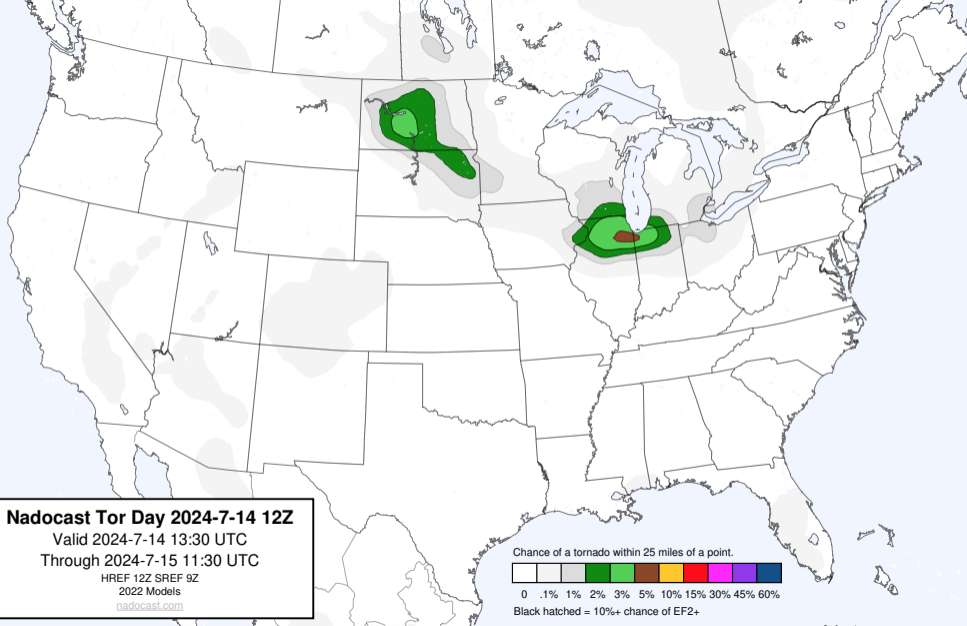 Nadocast Tor Day 2024-7-14 12Z
Valid 2024-7-14 13:30 UTC
Through 2024-7-15 11:30 UTC
HREF 12Z SREF 9Z
2022 Models
nadocast.com
Chance of a tornado within 25 miles of a point.
0 .1% 1% 2% 3% 5% 10% 15% 30% 45% 60%
Black hatched = 10%+ chance of EF2+